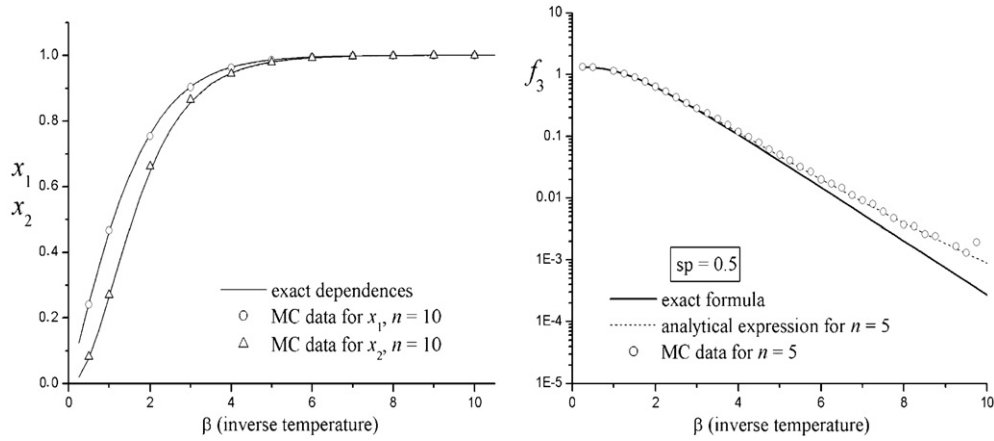 1.0
0.8
x₁
0.6
x₂
0.4
0.2
0.0
0 2 4 6 8 10
β (inverse temperature)
exact dependences
MC data for x₁, n = 10
MC data for x₂, n = 10
10
f₃
1
0.1
0.01
1E-3
1E-4
1E-5
0 2 4 6 8 10
β (inverse temperature)
sp = 0.5
exact formula
analytical expression for n = 5
MC data for n = 5